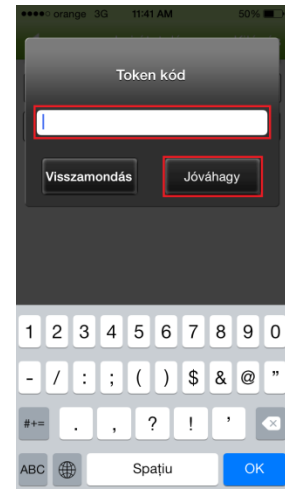 orange 3G 11:41 AM 50%
Token kód
Visszamondás Jóváhagy
1 2 3 4 5 6 7 8 9 0
- / : ; ( ) $ & @ "
#+= . , ? ! '
ABC Spațiu OK